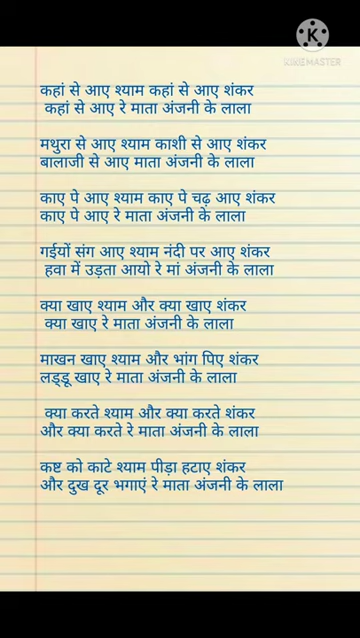 KINEMASTER
कहां से आए श्याम कहां से आए शंकर
कहां से आए रे माता अंजनी के लाला
मथुरा से आए श्याम काशी से आए शंकर
बालाजी से आए माता अंजनी के लाला
काए पे आए श्याम काए पे चढ़ आए शंकर
काए पे आए रे माता अंजनी के लाला
गईयों संग आए श्याम नंदी पर आए शंकर
हवा में उड़ता आयो रे मां अंजनी के लाला
क्या खाए श्याम और क्या खाए शंकर
क्या खाए रे माता अंजनी के लाला
माखन खाए श्याम और भांग पिए शंकर
लड्डू खाए रे माता अंजनी के लाला
क्या करते श्याम और क्या करते शंकर
और क्या करते रे माता अंजनी के लाला
कष्ट को काटे श्याम पीड़ा हटाए शंकर
और दुख दूर भगाएं रे माता अंजनी के लाला